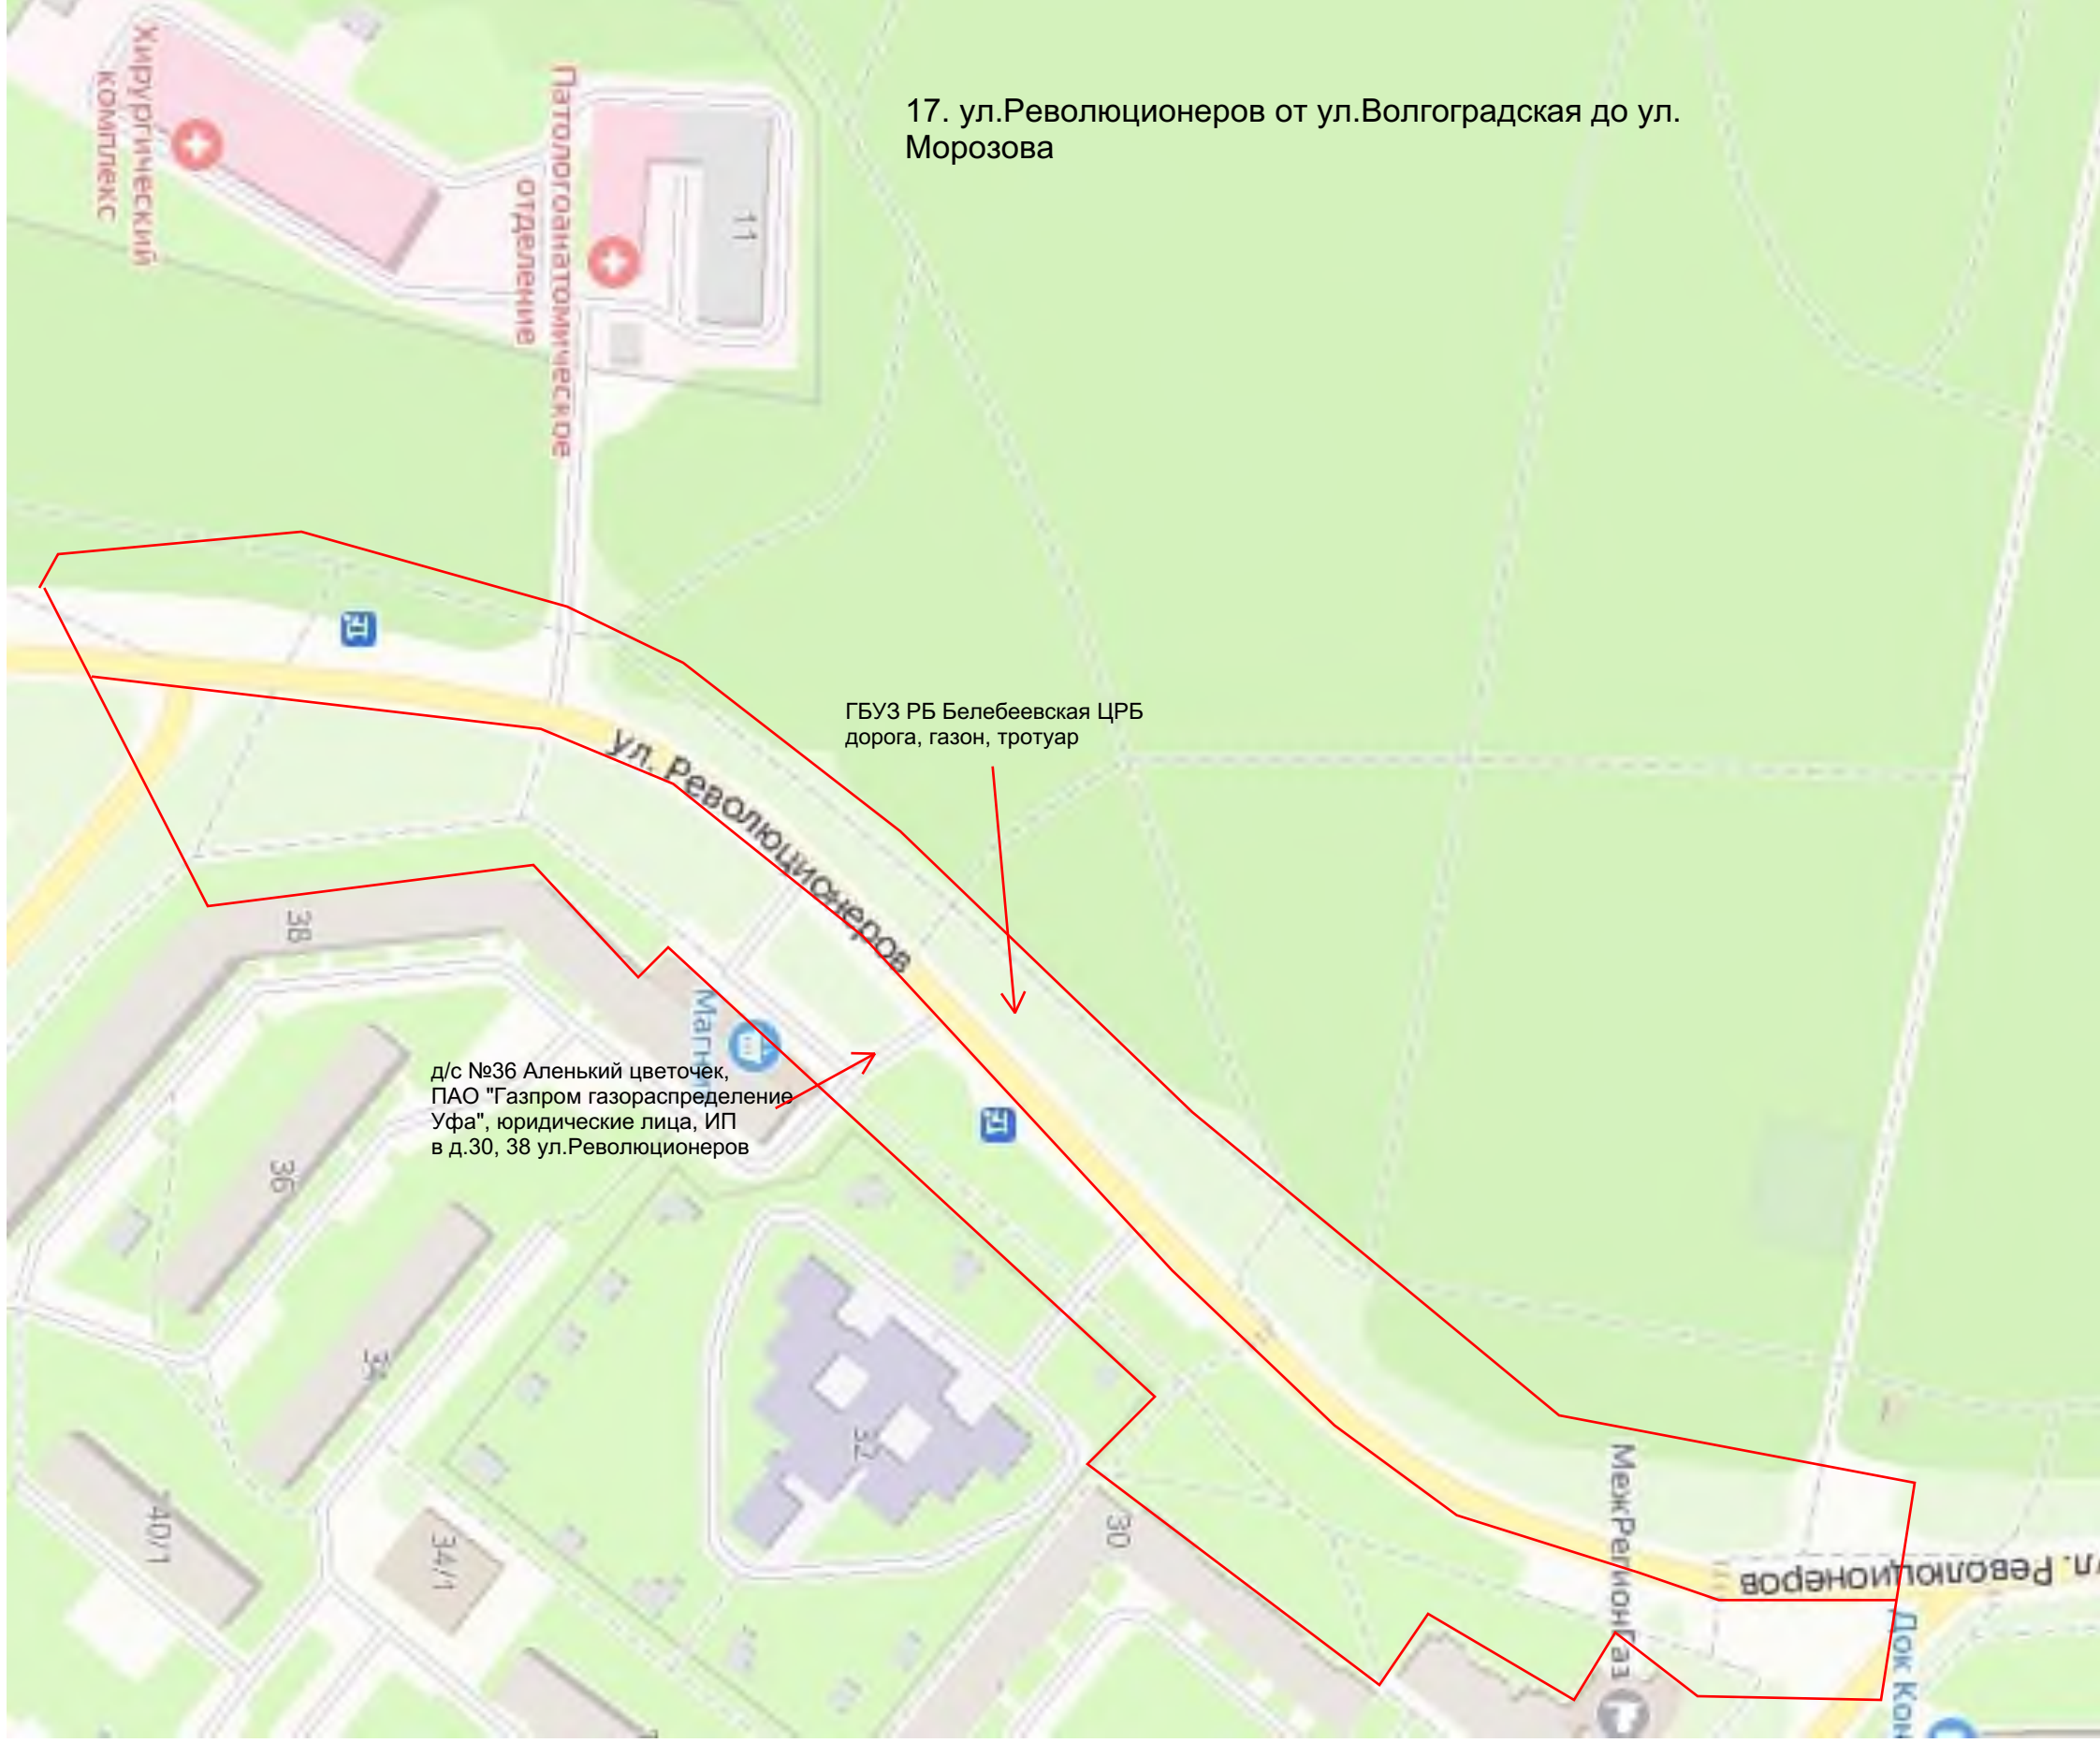 17. ул.Революционеров от ул.Волгоградская до ул.
Морозова
Хирургический
комплекс
Патологоанатомическое
отделение
11
ГБУЗ РБ Белебеевская ЦРБ
дорога, газон, тротуар
ул. Революционеров
38
д/с №36 Аленький цветочек,
ПАО "Газпром газораспределение
Уфа", юридические лица, ИП
в д.30, 38 ул.Революционеров
36
34
32
30
40/1
34/1
МежРегионГаз
л. Революционеров